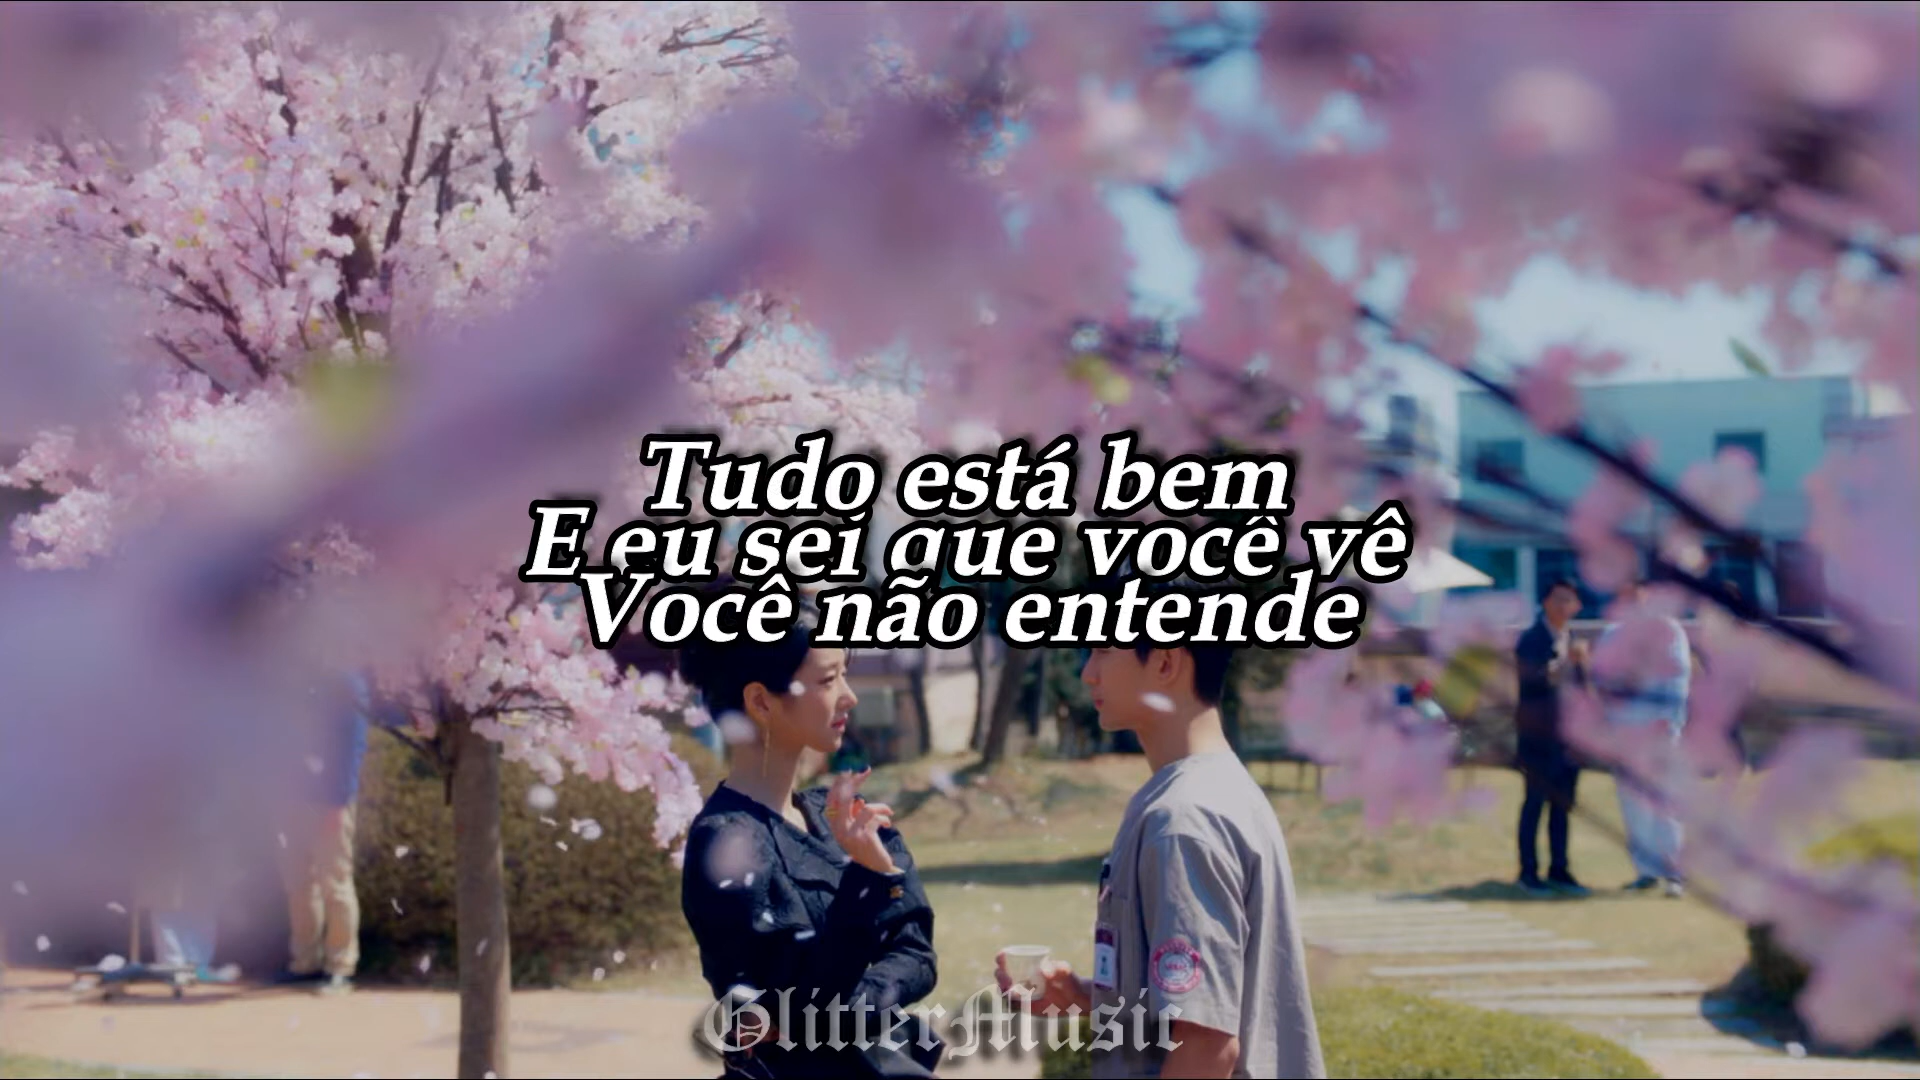 Tudo está bem
E eu sei que você vê
Você não entende
GlitterMusic